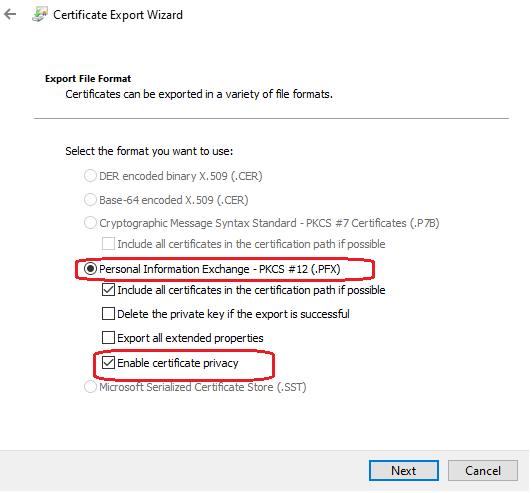 Certificate Export Wizard
Export File Format
Certificates can be exported in a variety of file formats.
Select the format you want to use:
DER encoded binary X.509 (.CER)
Base-64 encoded X.509 (.CER)
Cryptographic Message Syntax Standard - PKCS #7 Certificates (.P7B)
Include all certificates in the certification path if possible
Personal Information Exchange - PKCS #12 (.PFX)
Include all certificates in the certification path if possible
Delete the private key if the export is successful
Export all extended properties
Enable certificate privacy
Microsoft Serialized Certificate Store (.SST)
Next Cancel